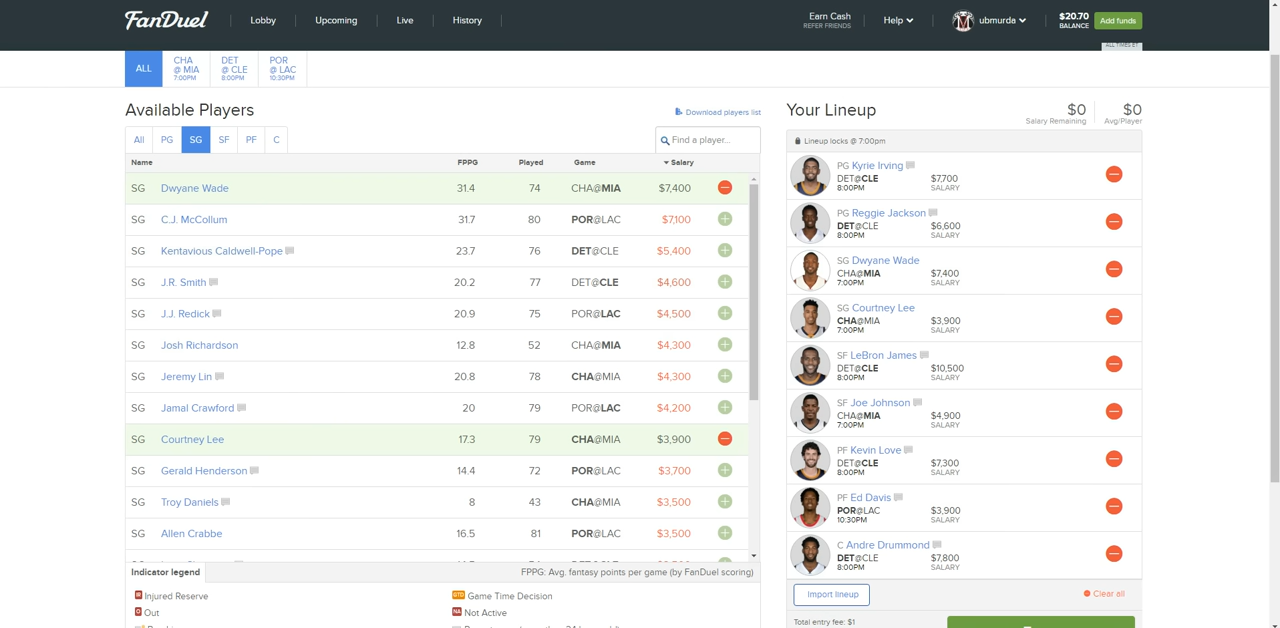 FanDuel Lobby Upcoming Live History Earn Cash REFER FRIENDS Help ubmurda $20.70 BALANCE Add funds
ALL TIMES ET
ALL CHA @ MIA 7:00PM DET @ CLE 8:00PM POR @ LAC 10:30PM
Available Players Download players list
All PG SG SF PF C Find a player...
Name FPPG Played Game Salary
SG Dwyane Wade 31.4 74 CHA@MIA $7,400
SG C.J. McCollum 31.7 80 POR@LAC $7,100
SG Kentavious Caldwell-Pope 23.7 76 DET@CLE $5,400
SG J.R. Smith 20.2 77 DET@CLE $4,600
SG J.J. Redick 20.9 75 POR@LAC $4,500
SG Josh Richardson 12.8 52 CHA@MIA $4,300
SG Jeremy Lin 20.8 78 CHA@MIA $4,300
SG Jamal Crawford 20 79 POR@LAC $4,200
SG Courtney Lee 17.3 79 CHA@MIA $3,900
SG Gerald Henderson 14.4 72 POR@LAC $3,700
SG Troy Daniels 8 43 CHA@MIA $3,500
SG Allen Crabbe 16.5 81 POR@LAC $3,500
Indicator legend FPPG: Avg. fantasy points per game (by FanDuel scoring)
IR Injured Reserve GTD Game Time Decision
O Out NA Not Active
Your Lineup $0 Salary Remaining $0 Avg/Player
Lineup locks @ 7:00pm
PG Kyrie Irving
DET@CLE $7,700
8:00PM SALARY
PG Reggie Jackson
DET@CLE $6,600
8:00PM SALARY
SG Dwyane Wade
CHA@MIA $7,400
7:00PM SALARY
SG Courtney Lee
CHA@MIA $3,900
7:00PM SALARY
SF LeBron James
DET@CLE $10,500
8:00PM SALARY
SF Joe Johnson
CHA@MIA $4,900
7:00PM SALARY
PF Kevin Love
DET@CLE $7,300
8:00PM SALARY
PF Ed Davis
POR@LAC $3,900
10:30PM SALARY
C Andre Drummond
DET@CLE $7,800
8:00PM SALARY
Import lineup Clear all
Total entry fee: $1